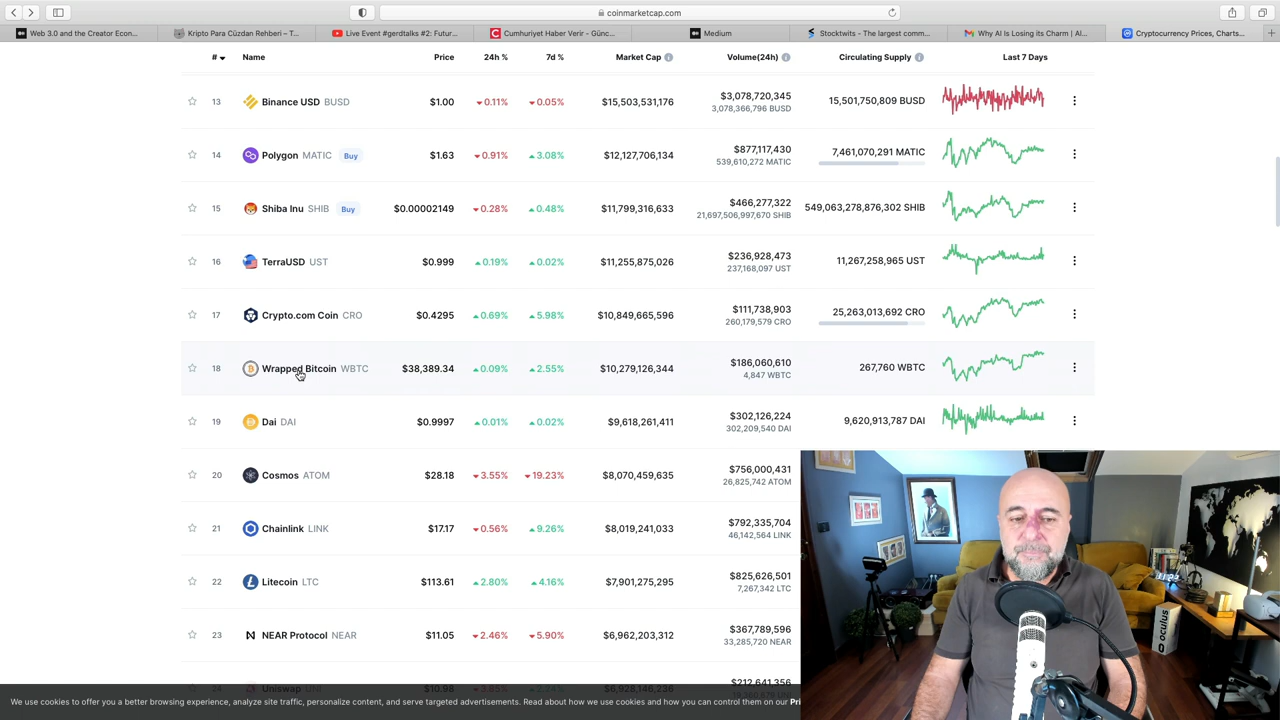 coinmarketcap.com
Web 3.0 and the Creator Econ...
Kripto Para Cüzdan Rehberi – T...
Live Event #gerdtalks #2: Futur...
Cumhuriyet Haber Verir - Günc...
Medium
Stocktwits - The largest comm...
Why AI Is Losing its Charm | AI...
Cryptocurrency Prices, Charts...
# Name Price 24h % 7d % Market Cap Volume(24h) Circulating Supply Last 7 Days
13 Binance USD BUSD $1.00 0.11% 0.05% $15,503,531,176 $3,078,720,345 15,501,750,809 BUSD
3,078,366,796 BUSD
14 Polygon MATIC Buy $1.63 0.91% 3.08% $12,127,706,134 $877,117,430 7,461,070,291 MATIC
539,610,272 MATIC
15 Shiba Inu SHIB Buy $0.00002149 0.28% 0.48% $11,799,316,633 $466,277,322 549,063,278,876,302 SHIB
21,697,506,997,670 SHIB
16 TerraUSD UST $0.999 0.19% 0.02% $11,255,875,026 $236,928,473 11,267,258,965 UST
237,168,097 UST
17 Crypto.com Coin CRO $0.4295 0.69% 5.98% $10,849,665,596 $111,738,903 25,263,013,692 CRO
260,179,579 CRO
18 Wrapped Bitcoin WBTC $38,389.34 0.09% 2.55% $10,279,126,344 $186,060,610 267,760 WBTC
4,847 WBTC
19 Dai DAI $0.9997 0.01% 0.02% $9,618,261,411 $302,126,224 9,620,913,787 DAI
302,209,540 DAI
20 Cosmos ATOM $28.18 3.55% 19.23% $8,070,459,635 $756,000,431
26,825,742 ATOM
21 Chainlink LINK $17.17 0.56% 9.26% $8,019,241,033 $792,335,704
46,142,564 LINK
22 Litecoin LTC $113.61 2.80% 4.16% $7,901,275,295 $825,626,501
7,267,342 LTC
23 NEAR Protocol NEAR $11.05 2.46% 5.90% $6,962,203,312 $367,789,596
33,285,720 NEAR
24 Uniswap UNI $10.98 $6,928,146,234 $212,641,356
We use cookies to offer you a better browsing experience, analyze site traffic, personalize content, and serve targeted advertisements. Read about how we use cookies and how you can control them on our Pri
oculus